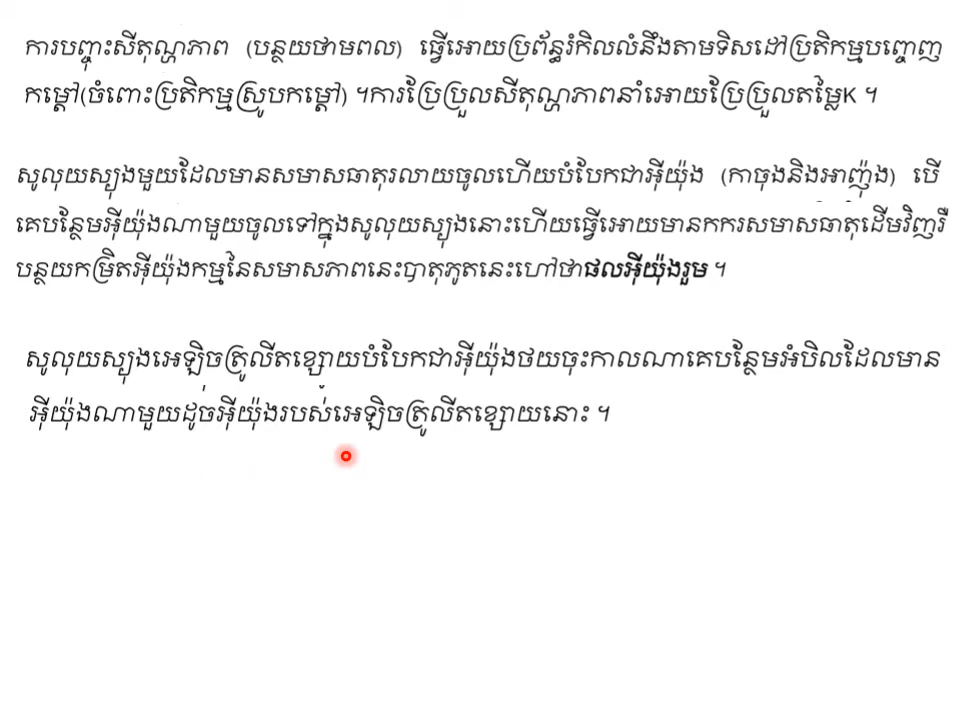 ការបញ្ចុះសីតុណ្ហភាព (បន្ថយថាមពល) ធ្វើអោយប្រព័ន្ធរំកិលលំនឹងតាមទិសដៅប្រតិកម្មបញ្ចេញ
កម្ដៅ(ចំពោះប្រតិកម្មស្រូបកម្ដៅ) ។ការប្រែប្រួលសីតុណ្ហភាពនាំអោយប្រែប្រួលតម្លៃK ។
សូលុយស្យុងមួយដែលមានសមាសធាតុរលាយចូលហើយបំបែកជាអ៊ីយ៉ុង (កាចុងនិងអាញ៉ុង) បើ
គេបន្ថែមអ៊ីយ៉ុងណាមួយចូលទៅក្នុងសូលុយស្យុងនោះហើយធ្វើអោយមានកករសមាសធាតុដើមវិញរឺ
បន្ថយកម្រិតអ៊ីយ៉ុងកម្មនៃសមាសភាពនេះបាតុភូតនេះហៅថាផលអ៊ីយ៉ុងរួម ។
សូលុយស្យុងអេឡិចត្រូលីតខ្សោយបំបែកជាអ៊ីយ៉ុងថយចុះកាលណាគេបន្ថែមអំបិលដែលមាន
អ៊ីយ៉ុងណាមួយដូចអ៊ីយ៉ុងរបស់អេឡិចត្រូលីតខ្សោយនោះ ។